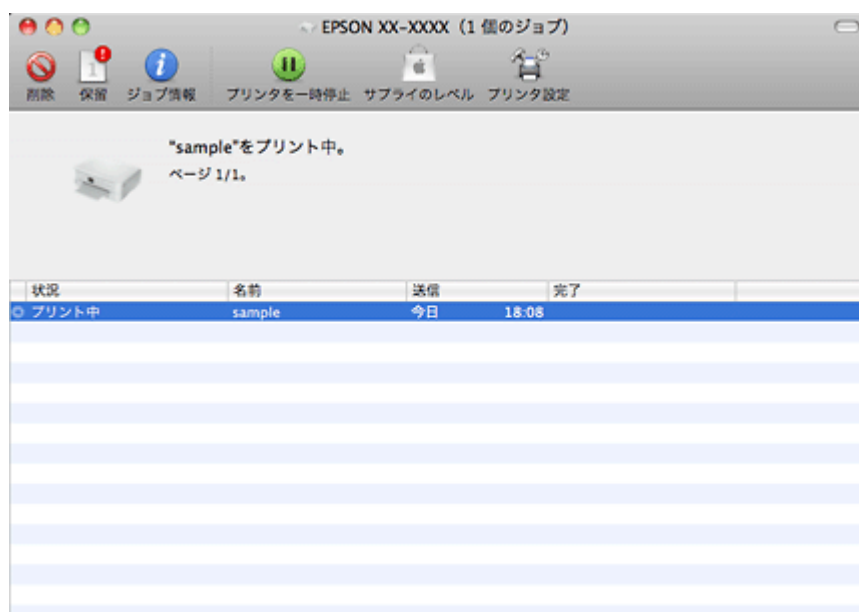 EPSON XX-XXXX（1 個のジョブ）
削除 保留 ジョブ情報 プリンタを一時停止 サプライのレベル プリンタ設定
"sample"をプリント中。
ページ 1/1。
状況 名前 送信 完了
プリント中 sample 今日 18:08